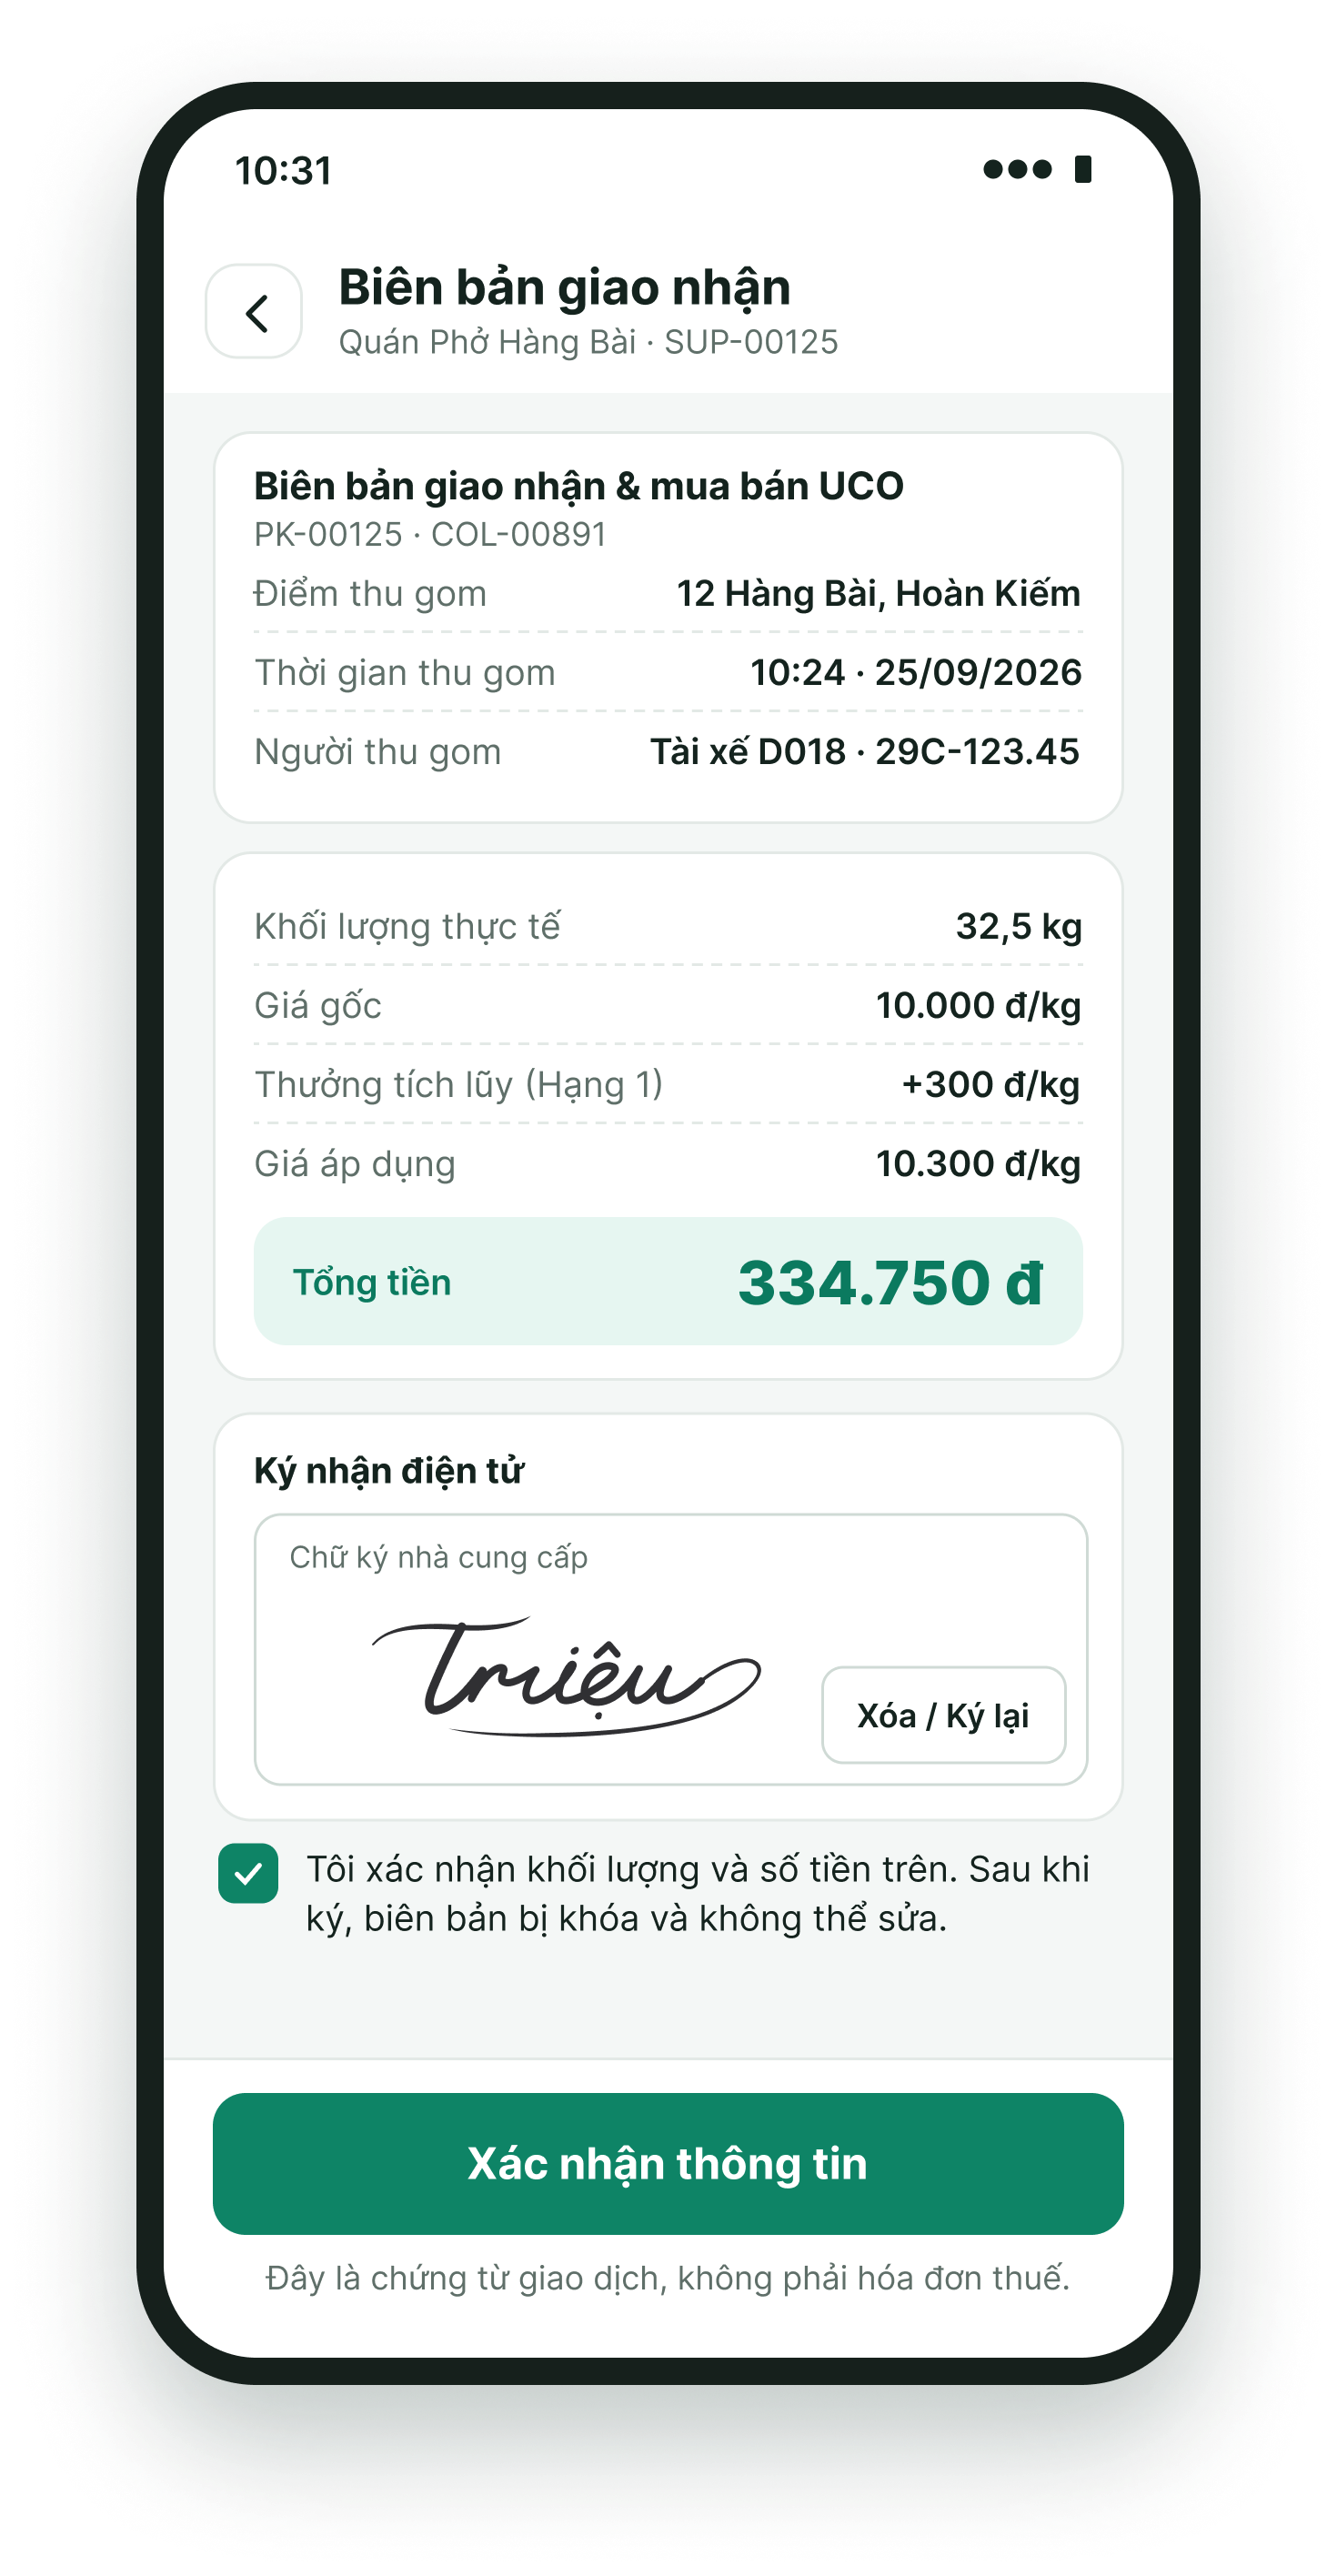 10:31
Biên bản giao nhận
Quán Phở Hàng Bài · SUP-00125
Biên bản giao nhận & mua bán UCO
PK-00125 · COL-00891
Điểm thu gom 12 Hàng Bài, Hoàn Kiếm
Thời gian thu gom 10:24 · 25/09/2026
Người thu gom Tài xế D018 · 29C-123.45
Khối lượng thực tế 32,5 kg
Giá gốc 10.000 đ/kg
Thưởng tích lũy (Hạng 1) +300 đ/kg
Giá áp dụng 10.300 đ/kg
Tổng tiền 334.750 đ
Ký nhận điện tử
Chữ ký nhà cung cấp
Triệu
Xóa / Ký lại
Tôi xác nhận khối lượng và số tiền trên. Sau khi
ký, biên bản bị khóa và không thể sửa.
Xác nhận thông tin
Đây là chứng từ giao dịch, không phải hóa đơn thuế.